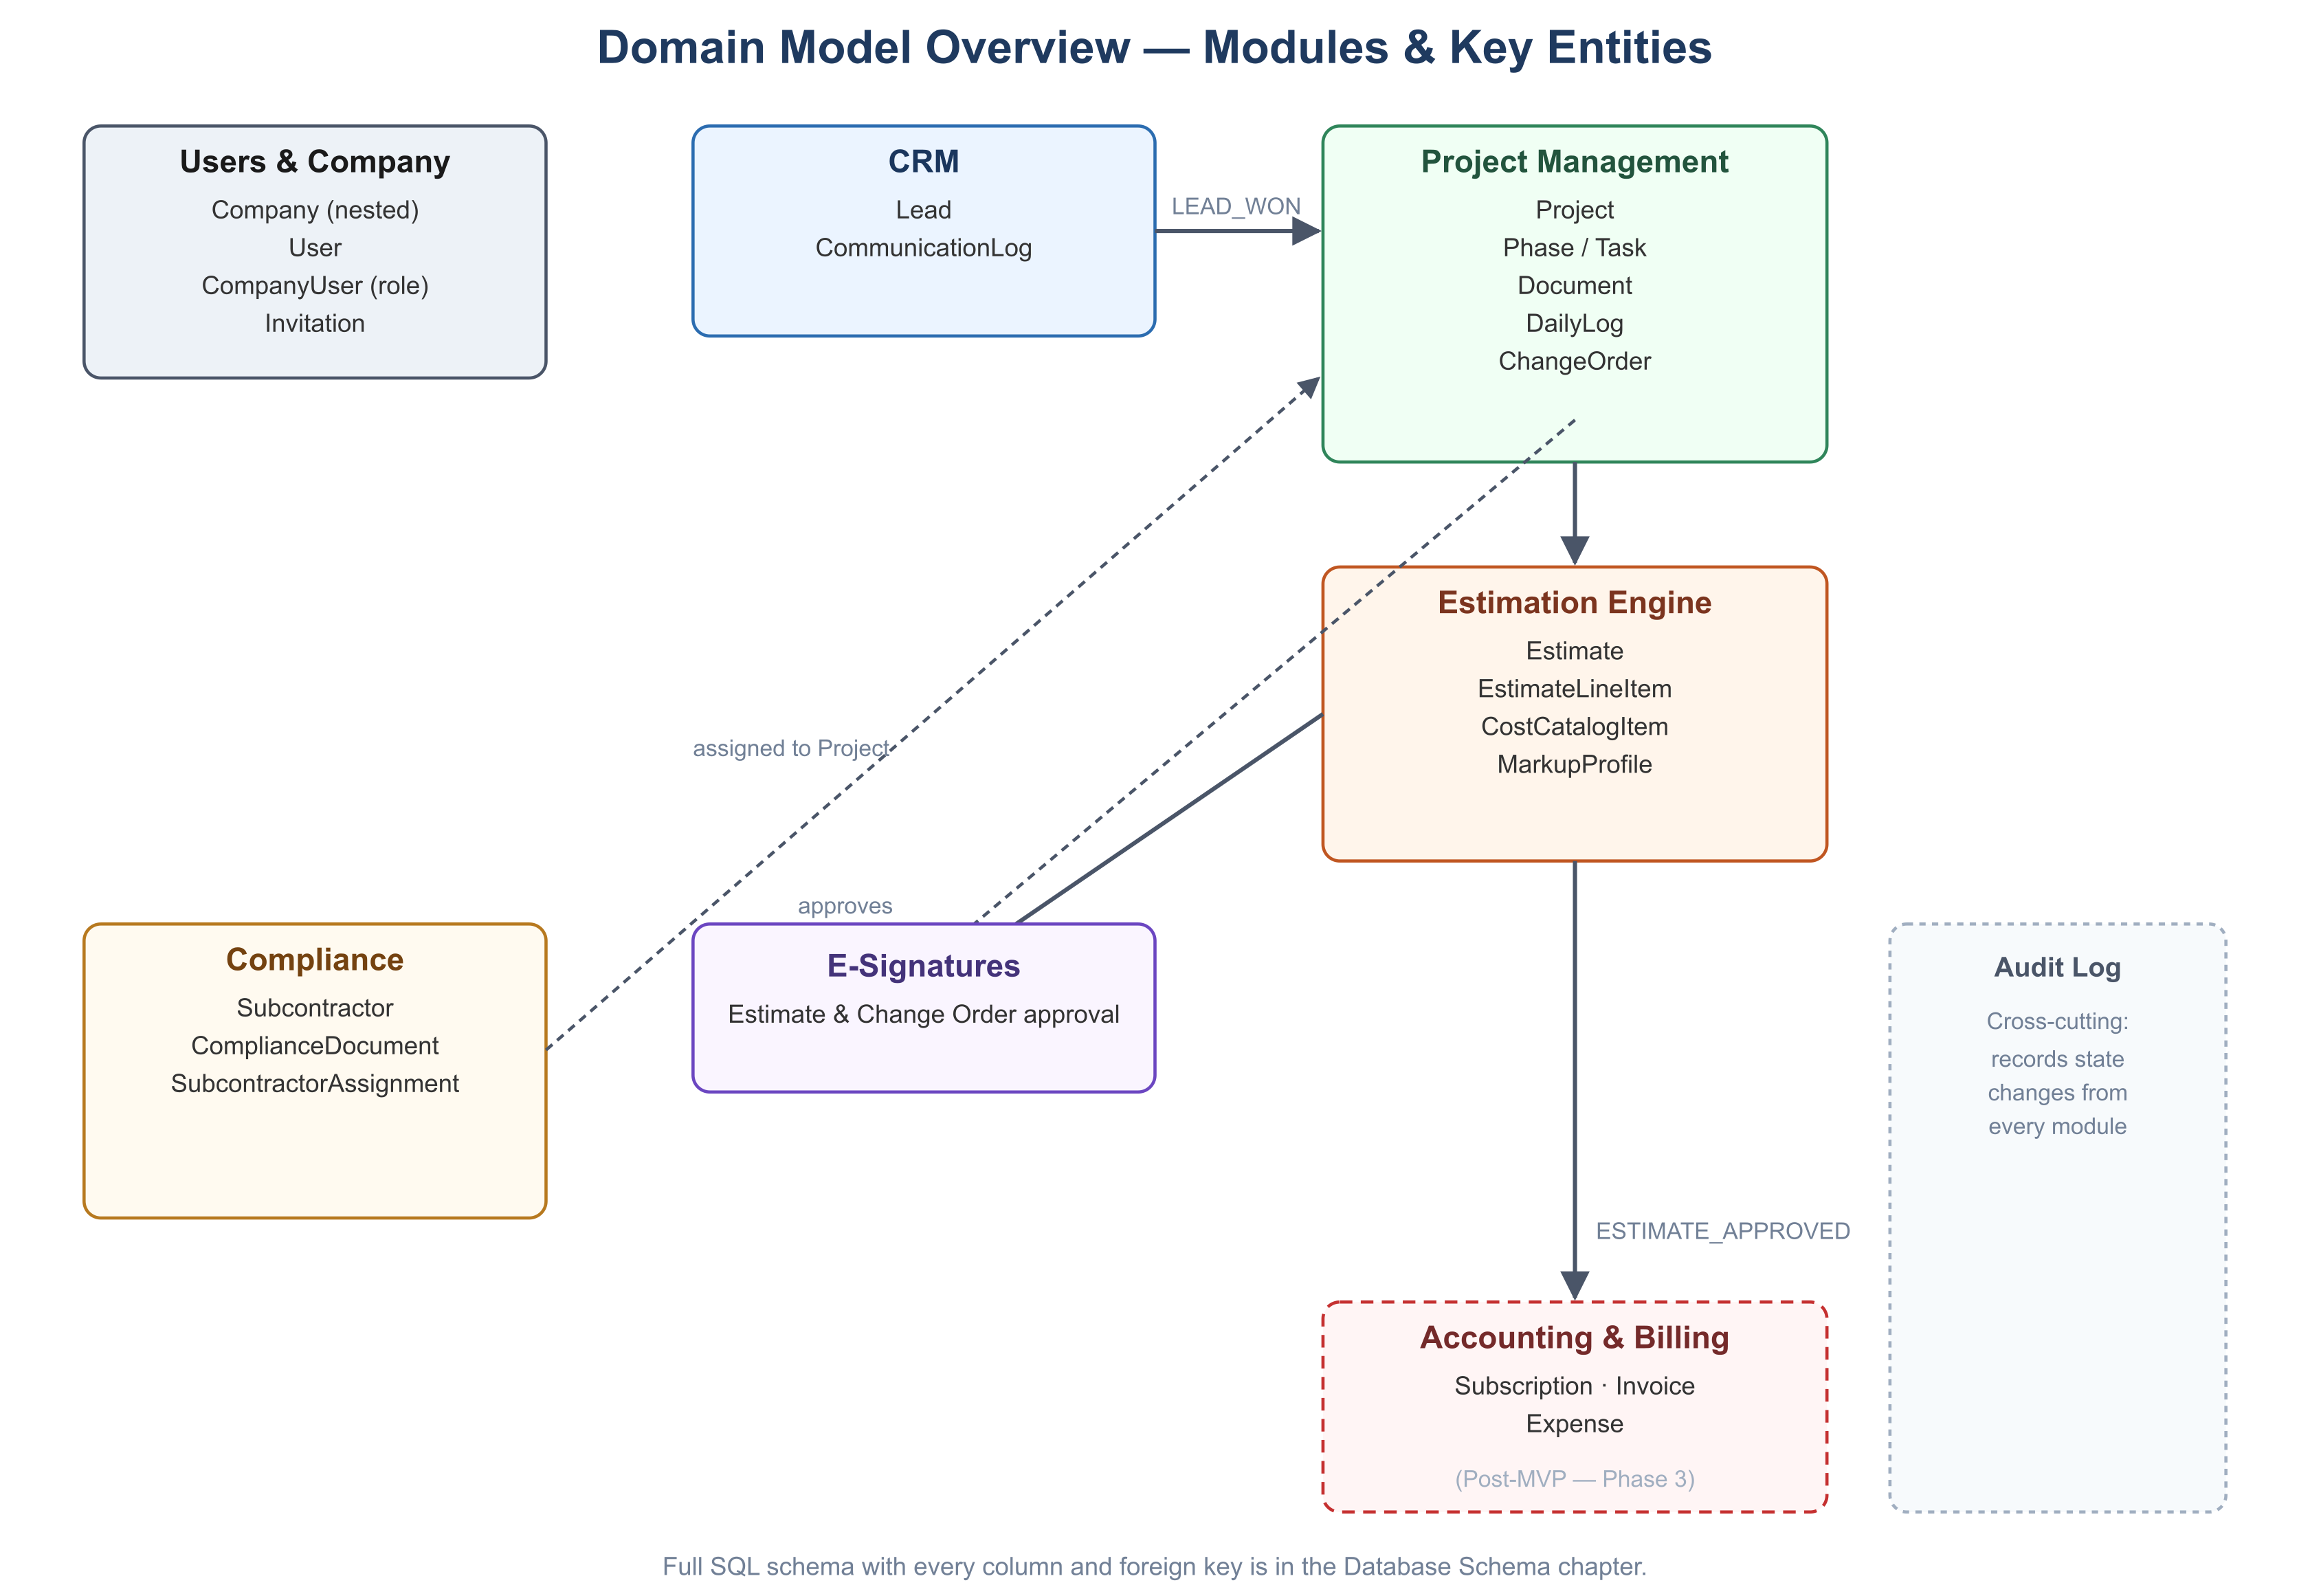 Domain Model Overview — Modules & Key Entities
Users & Company
Company (nested)
User
CompanyUser (role)
Invitation
CRM
Lead
CommunicationLog
LEAD_WON
Project Management
Project
Phase / Task
Document
DailyLog
ChangeOrder
Estimation Engine
Estimate
EstimateLineItem
CostCatalogItem
MarkupProfile
assigned to Project
approves
Compliance
Subcontractor
ComplianceDocument
SubcontractorAssignment
E-Signatures
Estimate & Change Order approval
Audit Log
Cross-cutting:
records state
changes from
every module
ESTIMATE_APPROVED
Accounting & Billing
Subscription · Invoice
Expense
(Post-MVP — Phase 3)
Full SQL schema with every column and foreign key is in the Database Schema chapter.